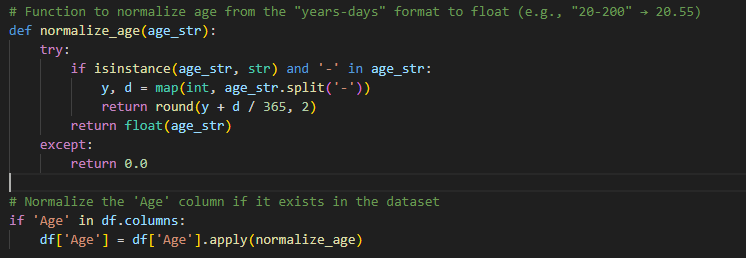 # Function to normalize age from the "years-days" format to float (e.g., "20-200" → 20.55)
def normalize_age(age_str):
    try:
        if isinstance(age_str, str) and '-' in age_str:
            y, d = map(int, age_str.split('-'))
            return round(y + d / 365, 2)
        return float(age_str)
    except:
        return 0.0

# Normalize the 'Age' column if it exists in the dataset
if 'Age' in df.columns:
    df['Age'] = df['Age'].apply(normalize_age)